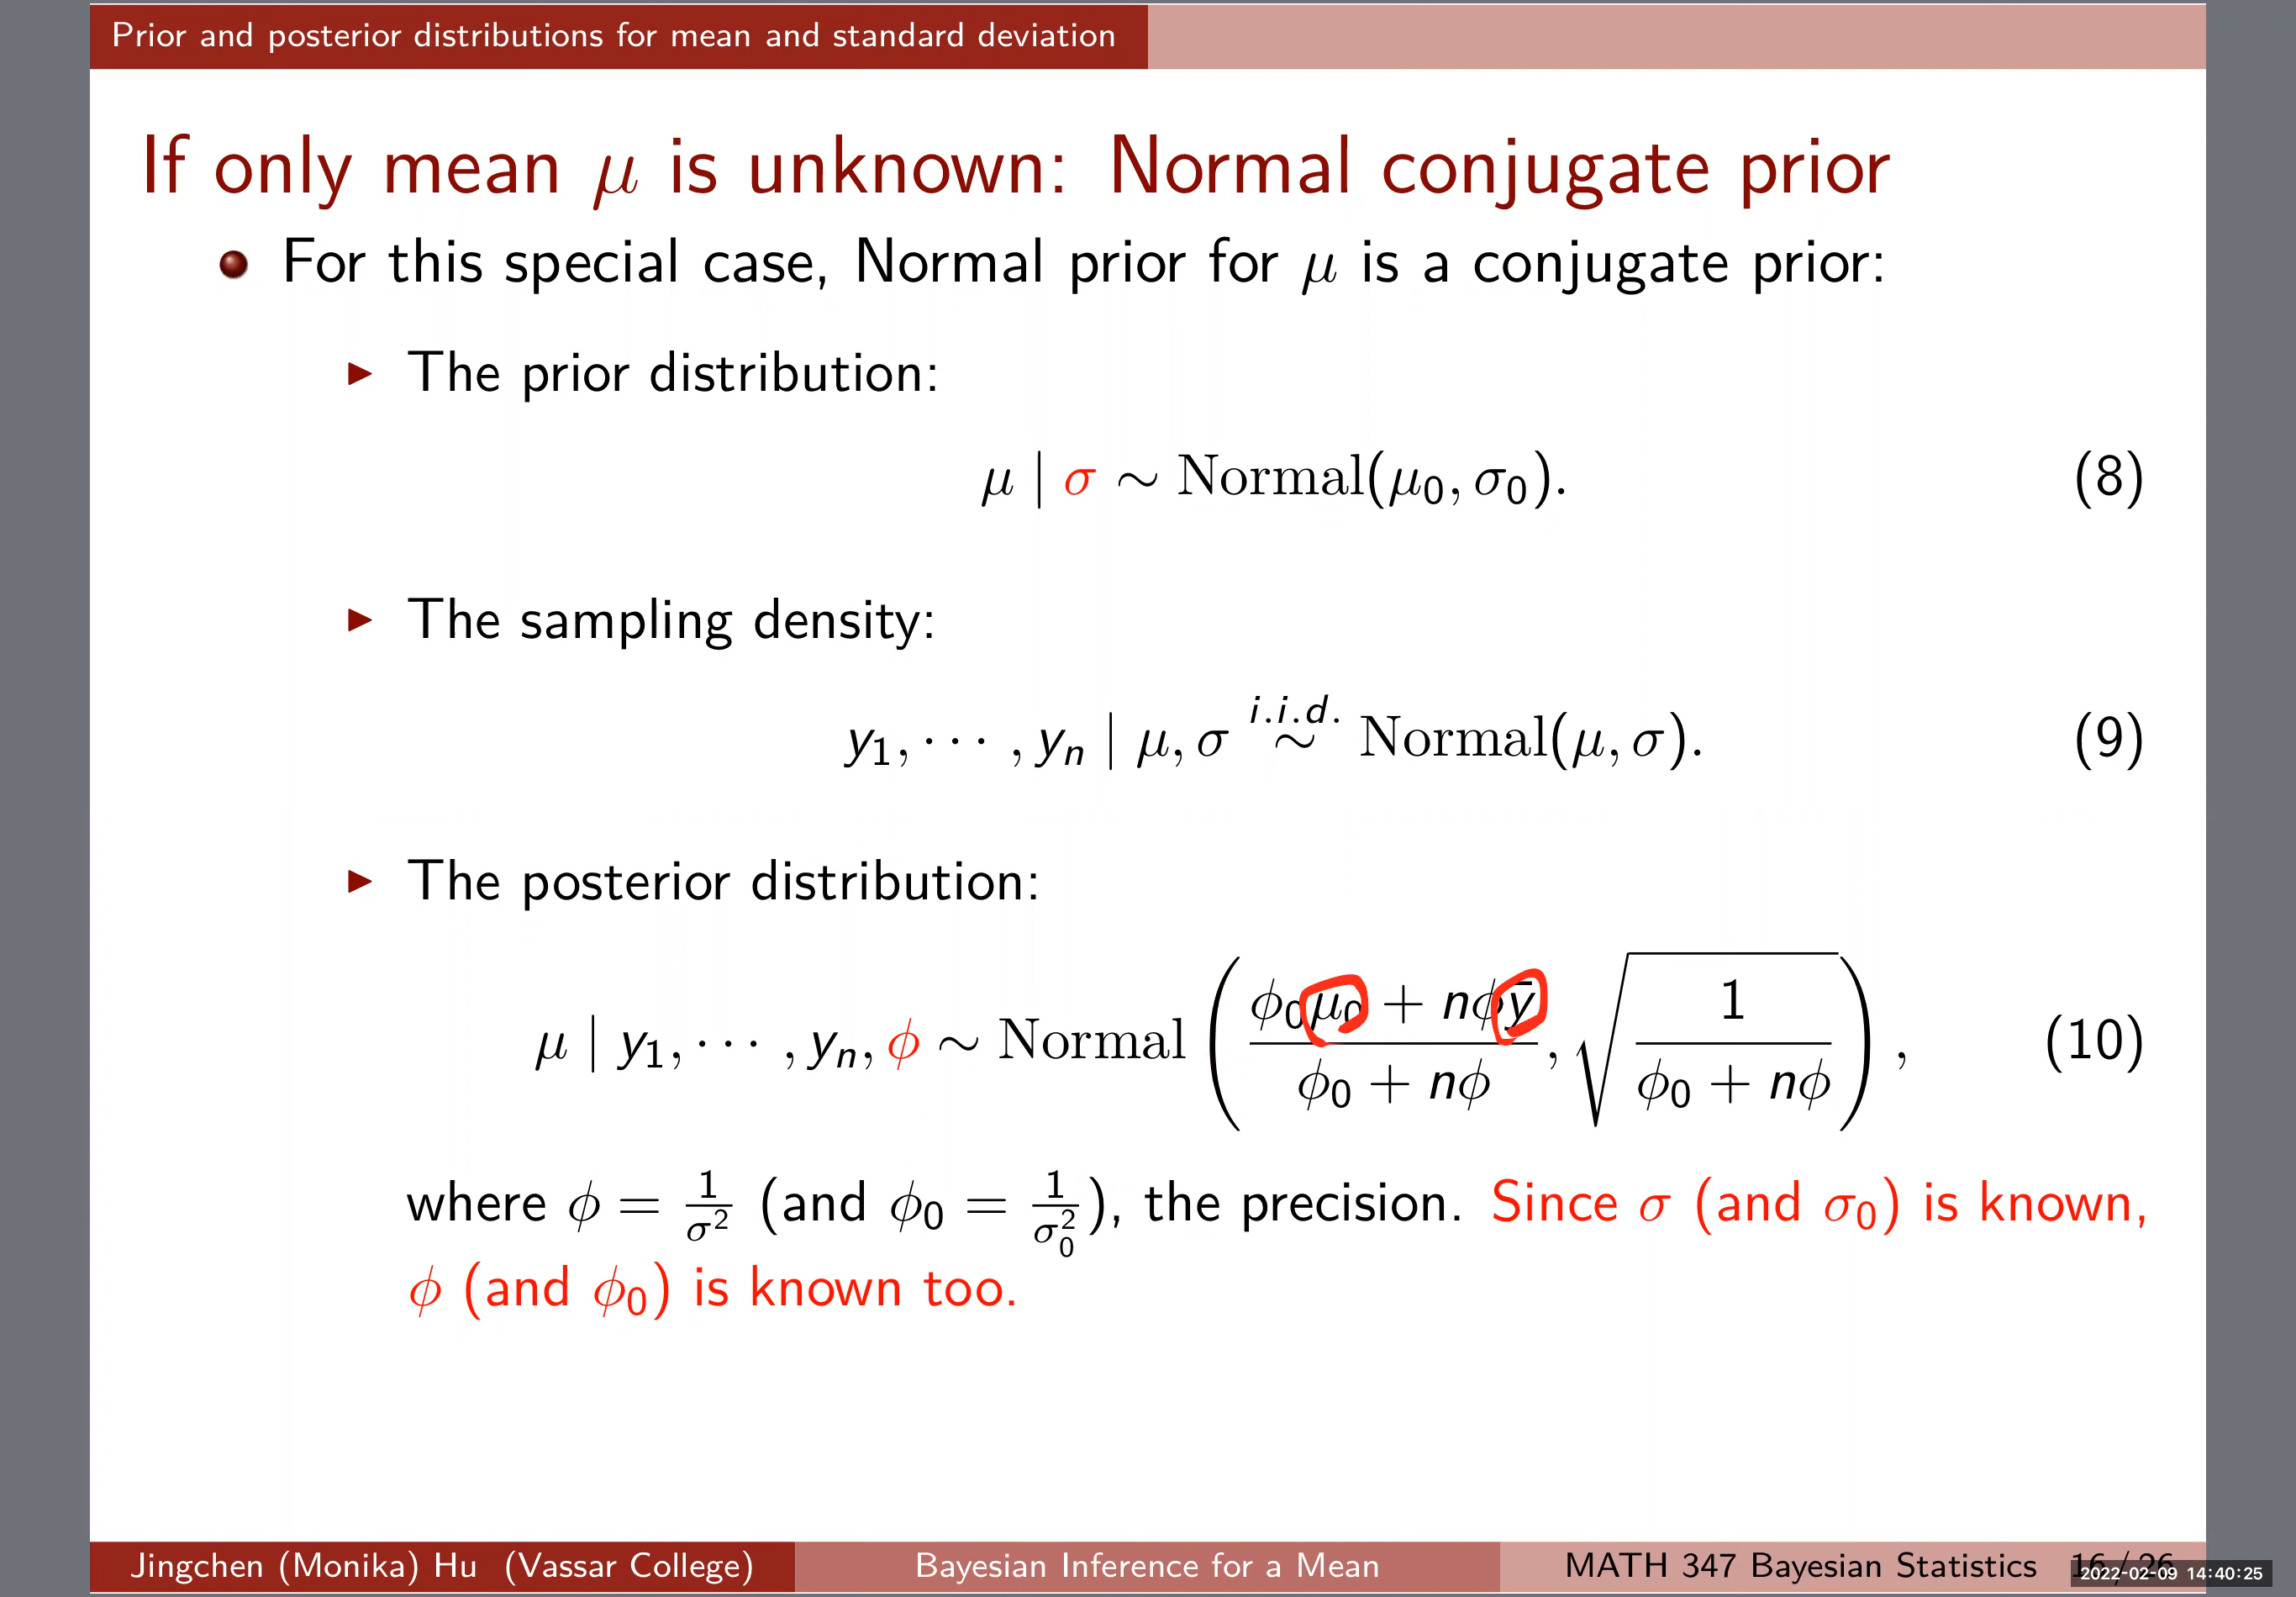 Prior and posterior distributions for mean and standard deviation
If only mean μ is unknown: Normal conjugate prior
For this special case, Normal prior for μ is a conjugate prior:
▶ The prior distribution:
μ | σ ∼ Normal(μ₀, σ₀). (8)
▶ The sampling density:
y₁, ⋯ , yₙ | μ, σ i.i.d. ∼ Normal(μ, σ). (9)
▶ The posterior distribution:
μ | y₁, ⋯ , yₙ, ϕ ∼ Normal ( (ϕ₀μ₀ + nϕȳ)/(ϕ₀ + nϕ), √(1/(ϕ₀ + nϕ)) ) , (10)
where ϕ = 1/σ² (and ϕ₀ = 1/σ₀²), the precision. Since σ (and σ₀) is known,
ϕ (and ϕ₀) is known too.
Jingchen (Monika) Hu (Vassar College) Bayesian Inference for a Mean MATH 347 Bayesian Statistics 16 / 26
2022-02-09 14:40:25